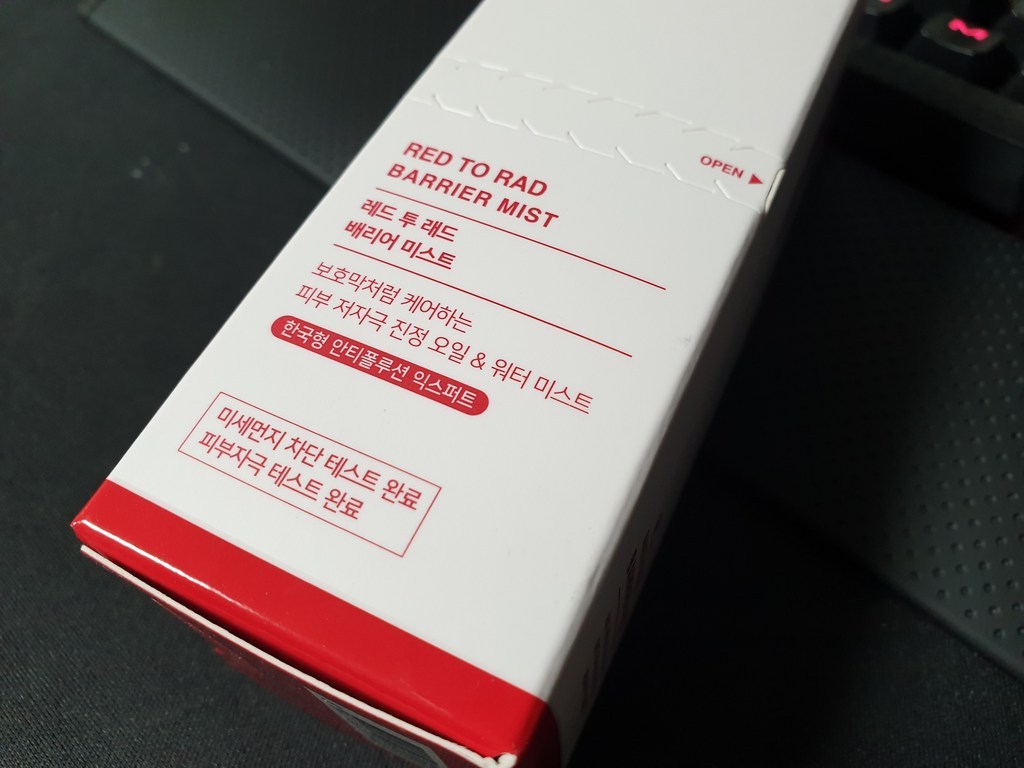 OPEN ▶
RED TO RAD
BARRIER MIST
레드 투 래드
배리어 미스트
보호막처럼 케어하는
피부 저자극 진정 오일 & 워터 미스트
한국형 안티폴루션 익스퍼트
미세먼지 차단 테스트 완료
피부자극 테스트 완료